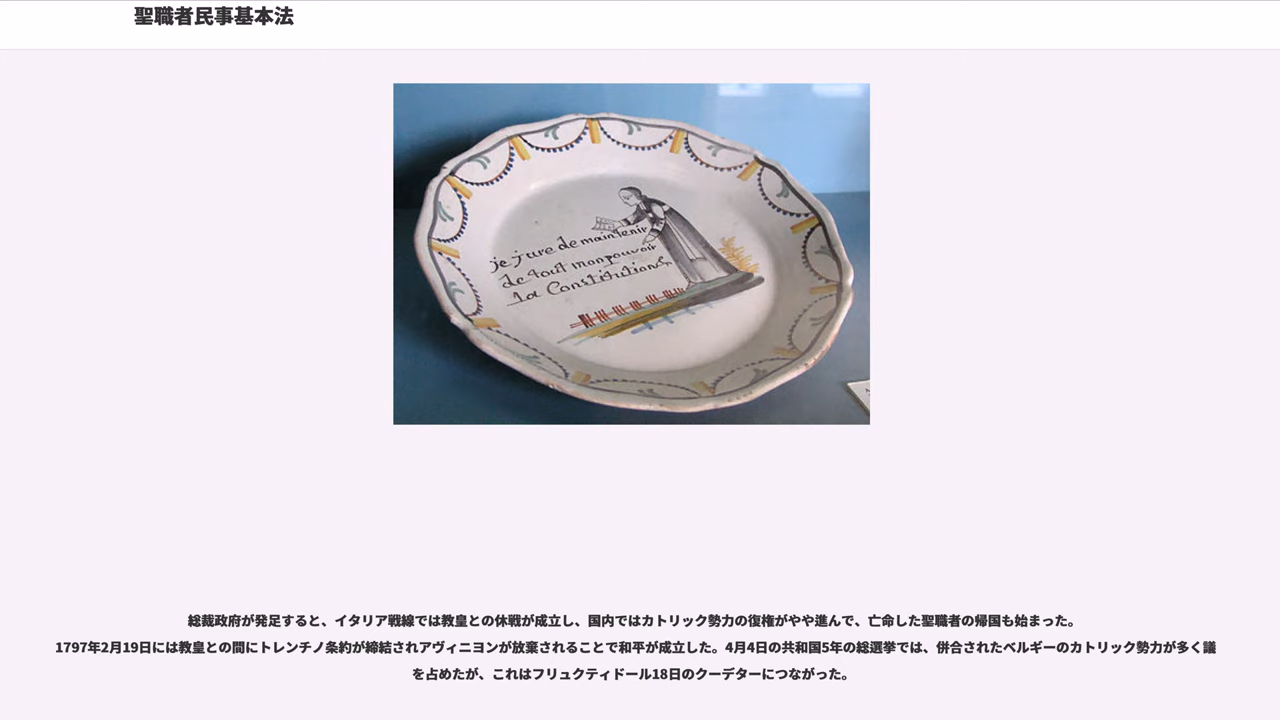 聖職者民事基本法
je jure de maintenir
de tout mon pouvoir
la Constitution
総裁政府が発足すると、イタリア戦線では教皇との休戦が成立し、国内ではカトリック勢力の復権がやや進んで、亡命した聖職者の帰国も始まった。
1797年2月19日には教皇との間にトレンチノ条約が締結されアヴィニヨンが放棄されることで和平が成立した。4月4日の共和国5年の総選挙では、併合されたベルギーのカトリック勢力が多く議
を占めたが、これはフリュクティドール18日のクーデターにつながった。